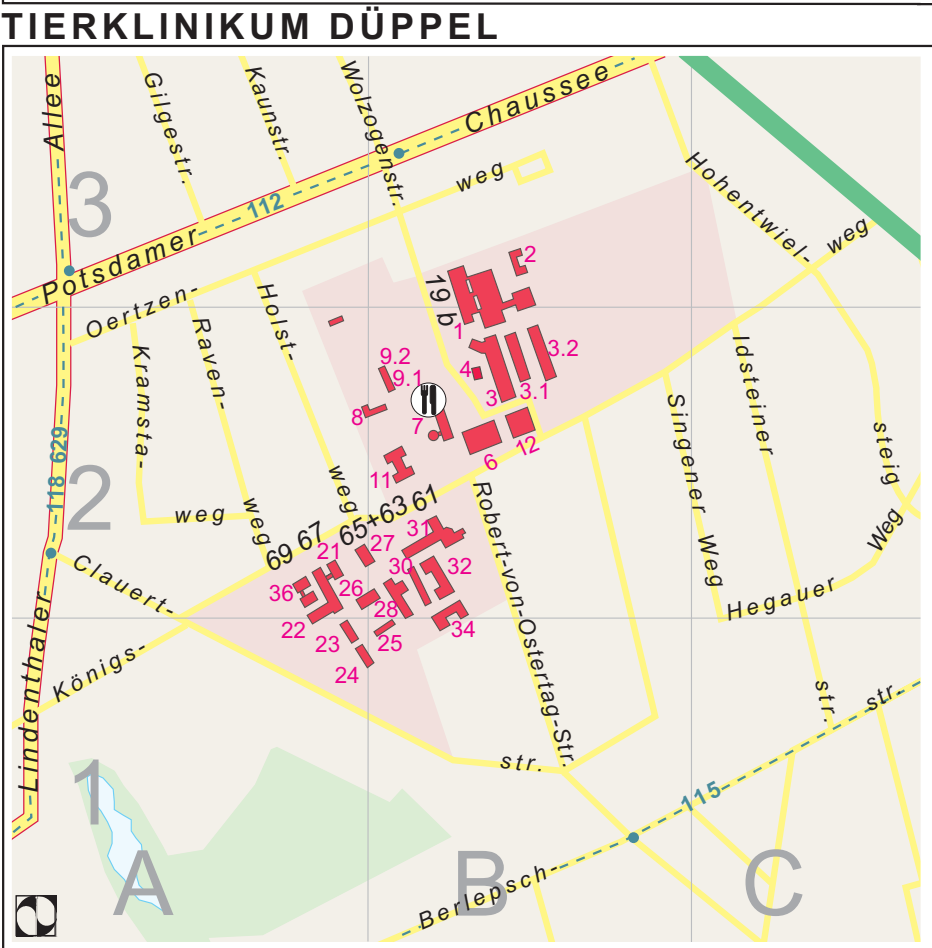 TIERKLINIKUM DÜPPEL
Allee
Gilgestr.
Kaunstr.
Wolzogenstr.
Chaussee
Hohentwiel-
weg
weg
3
112
Potsdamer
Oertzen-
Holst-
Raven-
Kramsta-
19 b
2
1
3.2
3.1
3
4
9.2
9.1
8
7
6
12
11
Idsteiner
Singener Weg
steig
118 629
2
weg
weg
weg
69 67 65+63 61
Robert-von-Ostertag-Str.
Weg
Hegauer
Clauert-
Königs-
Lindenthaler
21
27
31
36
26
30
32
22
28
34
23
25
24
str.
str.
str.
115
1
A
B
C
Berlepsch-